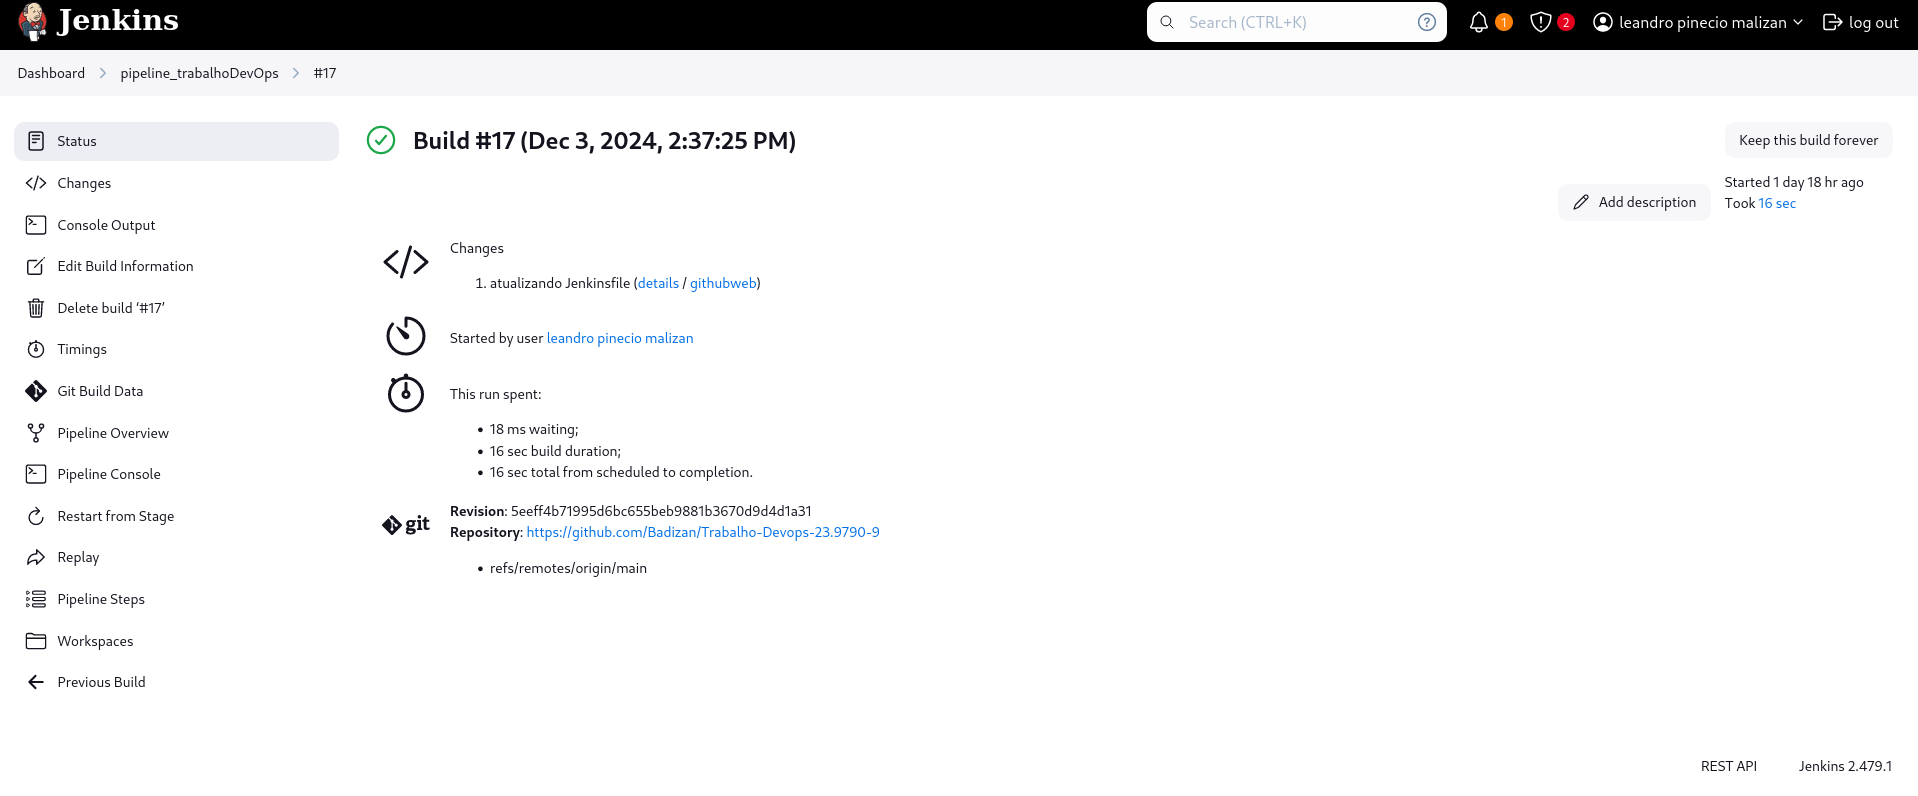 Jenkins
Search (CTRL+K)
?
1
2
leandro pinecio malizan
log out
Dashboard
pipeline_trabalhoDevOps
#17
Status
Changes
Console Output
Edit Build Information
Delete build ‘#17’
Timings
Git Build Data
Pipeline Overview
Pipeline Console
Restart from Stage
Replay
Pipeline Steps
Workspaces
Previous Build
Build #17 (Dec 3, 2024, 2:37:25 PM)
Keep this build forever
Add description
Started 1 day 18 hr ago
Took 16 sec
Changes
1. atualizando Jenkinsfile (details / githubweb)
Started by user leandro pinecio malizan
This run spent:
• 18 ms waiting;
• 16 sec build duration;
• 16 sec total from scheduled to completion.
git
Revision: 5eeff4b71995d6bc655beb9881b3670d9d4d1a31
Repository: https://github.com/Badizan/Trabalho-Devops-23.9790-9
• refs/remotes/origin/main
REST API
Jenkins 2.479.1